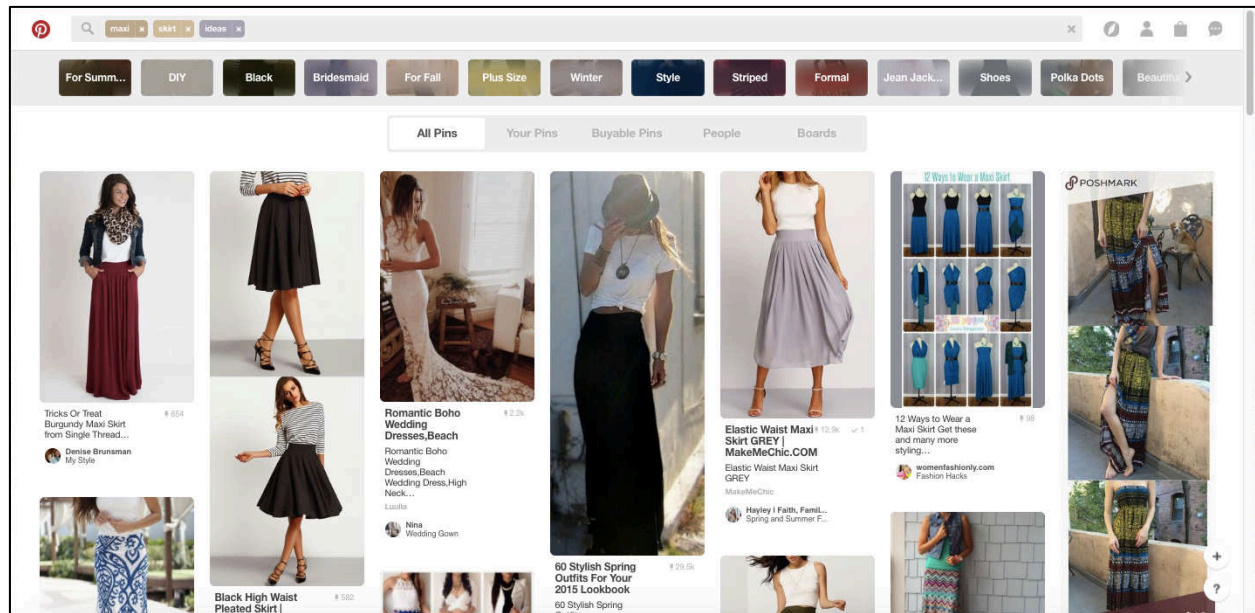 maxi x skirt x ideas x
For Summ... DIY Black Bridesmaid For Fall Plus Size Winter Style Striped Formal Jean Jack... Shoes Polka Dots
All Pins Your Pins Buyable Pins People Boards
Tricks Or Treat
Burgundy Maxi Skirt
from Single Thread...
654
Denise Brunsman
My Style
Black High Waist
Pleated Skirt |
582
Romantic Boho
Wedding
Dresses,Beach
2.2k
Romantic Boho
Wedding
Dresses,Beach
Wedding Dress,High
Neck...
Luulla
Nina
Wedding Gown
60 Stylish Spring
Outfits For Your
2015 Lookbook
29.5k
60 Stylish Spring
Elastic Waist Maxi
Skirt GREY |
MakeMeChic.COM
12.9k 1
Elastic Waist Maxi Skirt
GREY
MakeMeChic
Hayley I Faith, Famil...
Spring and Summer F...
12 Ways to Wear a Maxi Skirt
12 Ways to Wear a
Maxi Skirt Get these
and many more
styling...
98
womenfashionly.com
Fashion Hacks
POSHMARK
+
?